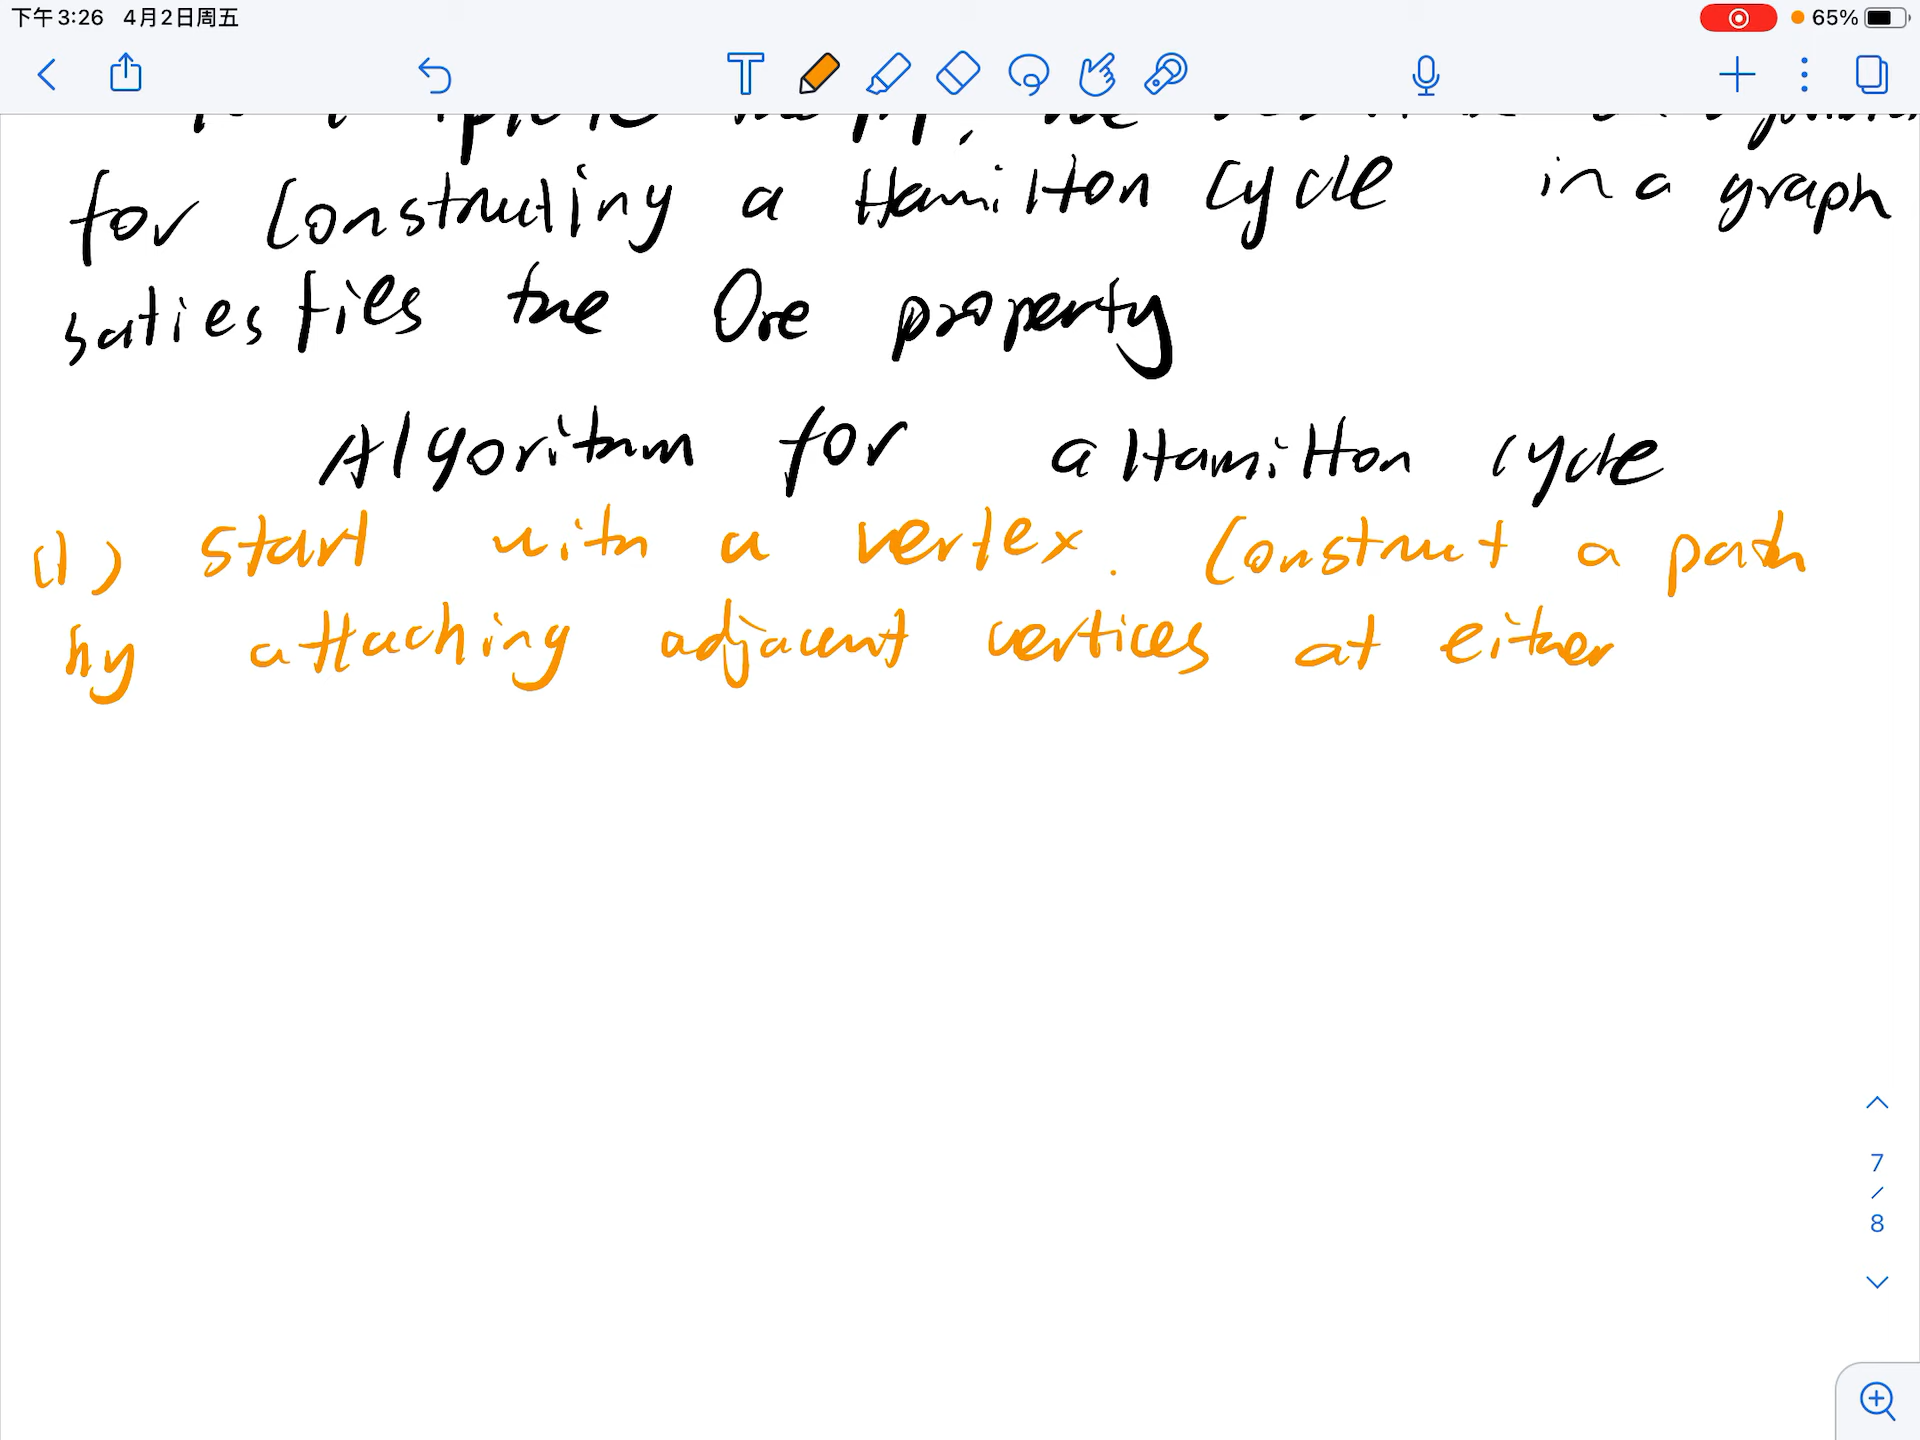 下午3:26 4月2日周五
65%
for Constructing a Hamilton Cycle in a graph
satiesfies the Ore property
Algorithm for a Hamilton cycle
(1) start with a vertex. Construct a path
by attaching adjacent vertices at either
7
/
8